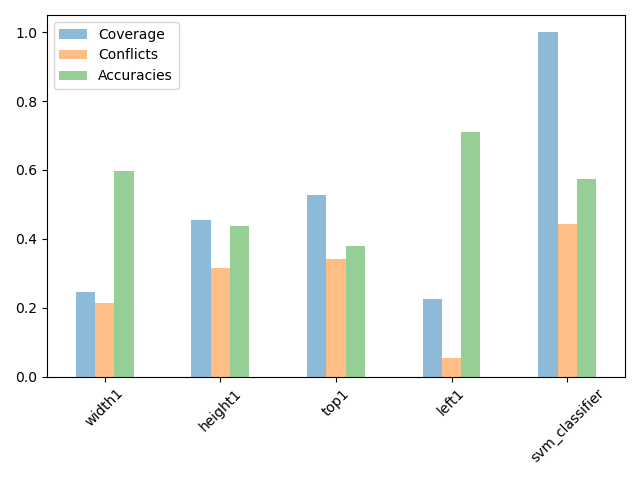 1.0
0.8
0.6
0.4
0.2
0.0
Coverage
Conflicts
Accuracies
width1
height1
top1
left1
svm_classifier